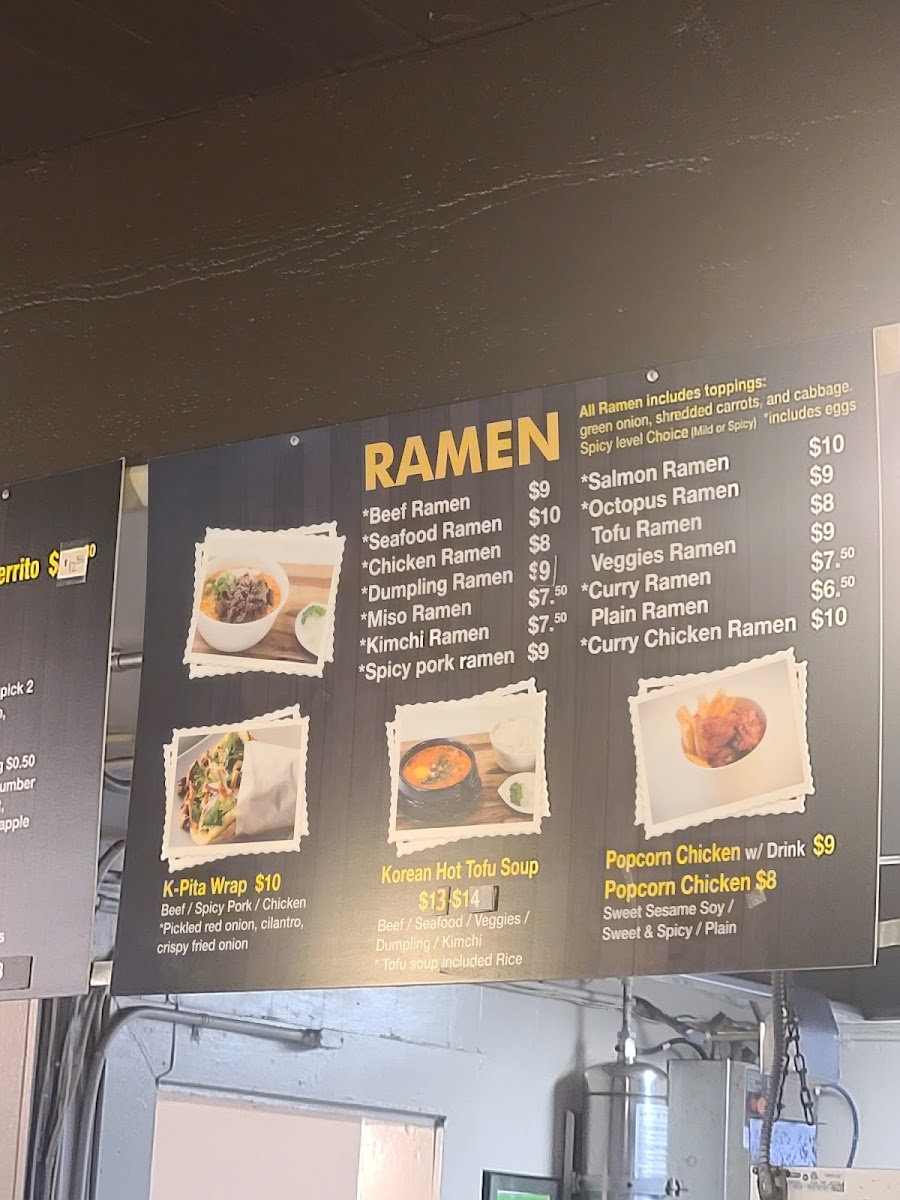 errito $
pick 2
g $0.50
umber
apple
RAMEN
All Ramen includes toppings:
green onion, shredded carrots, and cabbage.
Spicy level Choice (Mild or Spicy) *includes eggs
*Beef Ramen $9
*Seafood Ramen $10
*Chicken Ramen $8
*Dumpling Ramen $9
*Miso Ramen $7.50
*Kimchi Ramen $7.50
*Spicy pork ramen $9
*Salmon Ramen $10
*Octopus Ramen $9
Tofu Ramen $8
Veggies Ramen $9
*Curry Ramen $7.50
Plain Ramen $6.50
*Curry Chicken Ramen $10
K-Pita Wrap $10
Beef / Spicy Pork / Chicken
*Pickled red onion, cilantro,
crispy fried onion
Korean Hot Tofu Soup
$13 $14
Beef / Seafood / Veggies /
Dumpling / Kimchi
* Tofu soup included Rice
Popcorn Chicken w/ Drink $9
Popcorn Chicken $8
Sweet Sesame Soy /
Sweet & Spicy / Plain